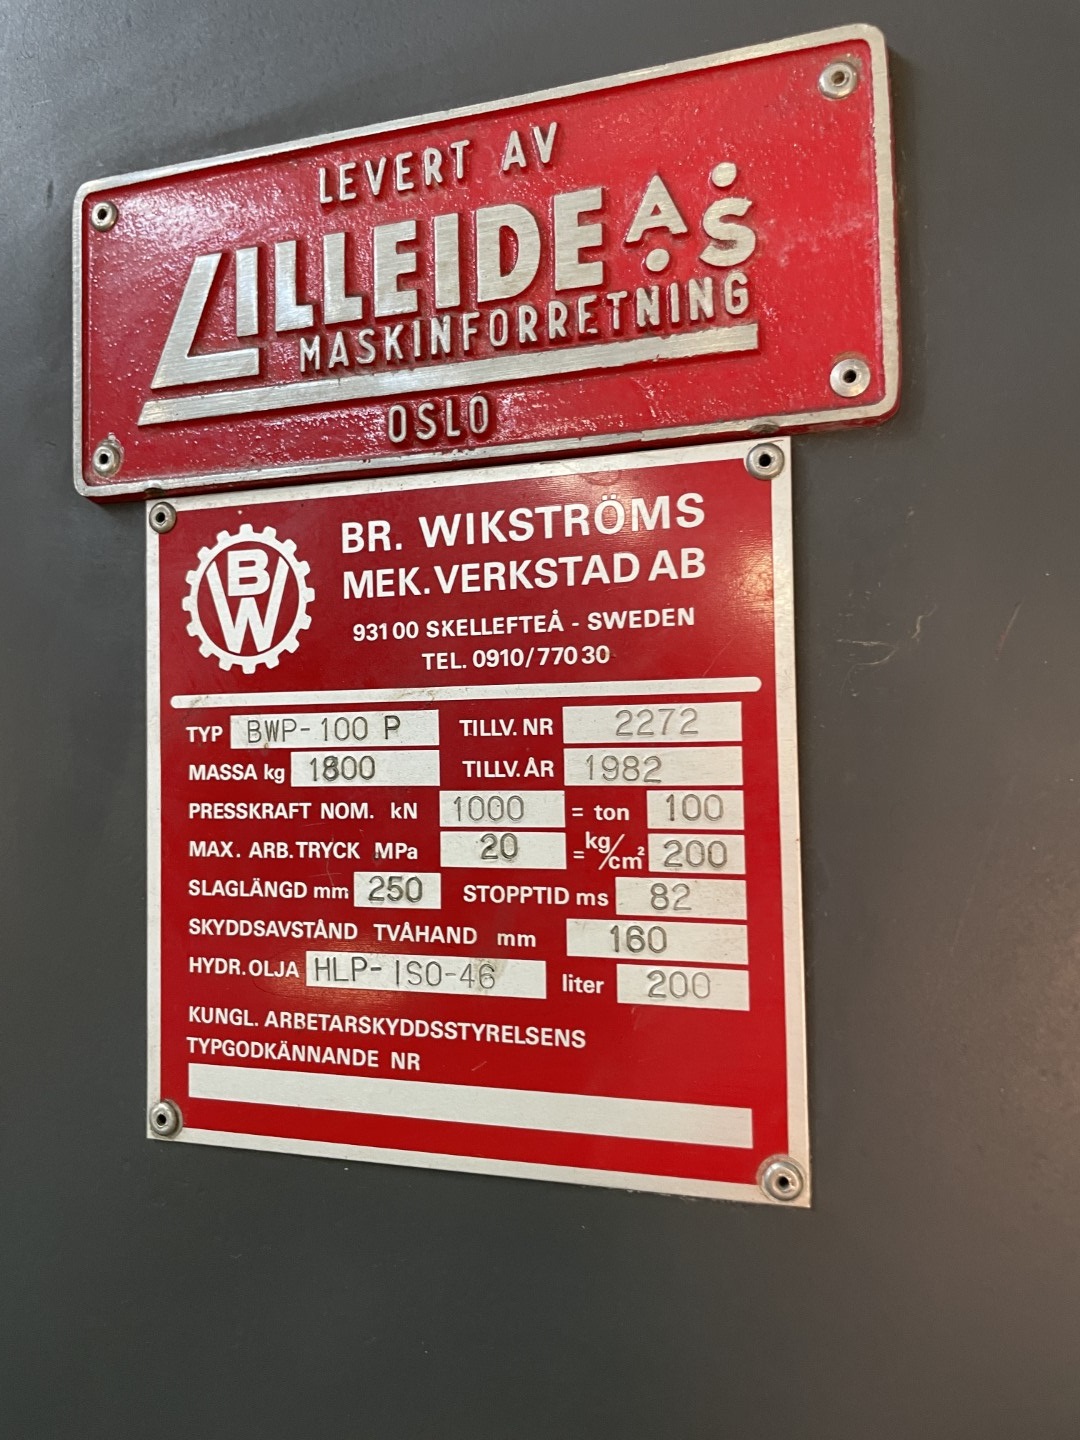 LEVERT AV
LILLEIDE A.S
MASKINFORRETNING
OSLO
BW
BR. WIKSTRÖMS
MEK. VERKSTAD AB
931 00 SKELLEFTEÅ - SWEDEN
TEL. 0910/770 30
TYP BWP-100 P TILLV. NR 2272
MASSA kg 1800 TILLV. ÅR 1982
PRESSKRAFT NOM. kN 1000 = ton 100
MAX. ARB. TRYCK MPa 20 = kg/cm² 200
SLAGLÄNGD mm 250 STOPPTID ms 82
SKYDDSAVSTÅND TVÅHAND mm 160
HYDR. OLJA HLP-ISO-46 liter 200
KUNGL. ARBETARSKYDDSSTYRELSENS
TYPGODKÄNNANDE NR